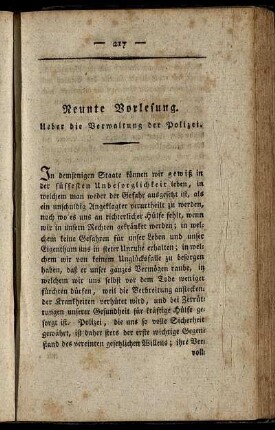 — 217 —
Neunte Vorlesung.
Ueber die Verwaltung der Polizei.
In demjenigen Staate können wir gewiß in
der süssesten Unbesorglichkeit leben, in
welchem man weder der Gefahr ausgesetzt ist, als
ein unschuldig Angeklagter verurtheilt zu werden,
noch wo es uns an richterlicher Hülfe fehlt, wenn
wir in unsern Rechten gekränket werden; in wel-
chem keine Gefahren für unser Leben und unser
Eigenthum uns in steter Unruhe erhalten; in wel-
chem wir von keinem Unglücksfalle zu besorgen
haben, daß er unser ganzes Vermögen raube, in
welchem wir uns selbst vor dem Tode weniger
fürchten dürfen, weil die Verbreitung anstecken-
der Krankheiten verhütet wird, und bei Zerrüt-
tungen unserer Gesundheit für kräftige Hülfe ge-
sorgt ist. Polizei, die uns so volle Sicherheit
gewährt, ist daher stets der erste wichtige Gegen
stand des vereinten gesetzlichen Willens; ihre Ver
voll: